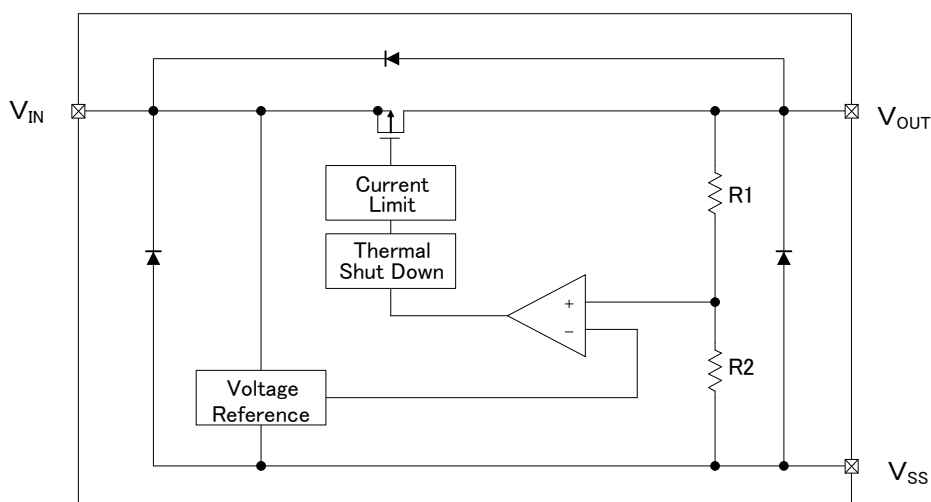 VIN
VOUT
Current
Limit
R1
Thermal
Shut Down
+
−
R2
Voltage
Reference
VSS